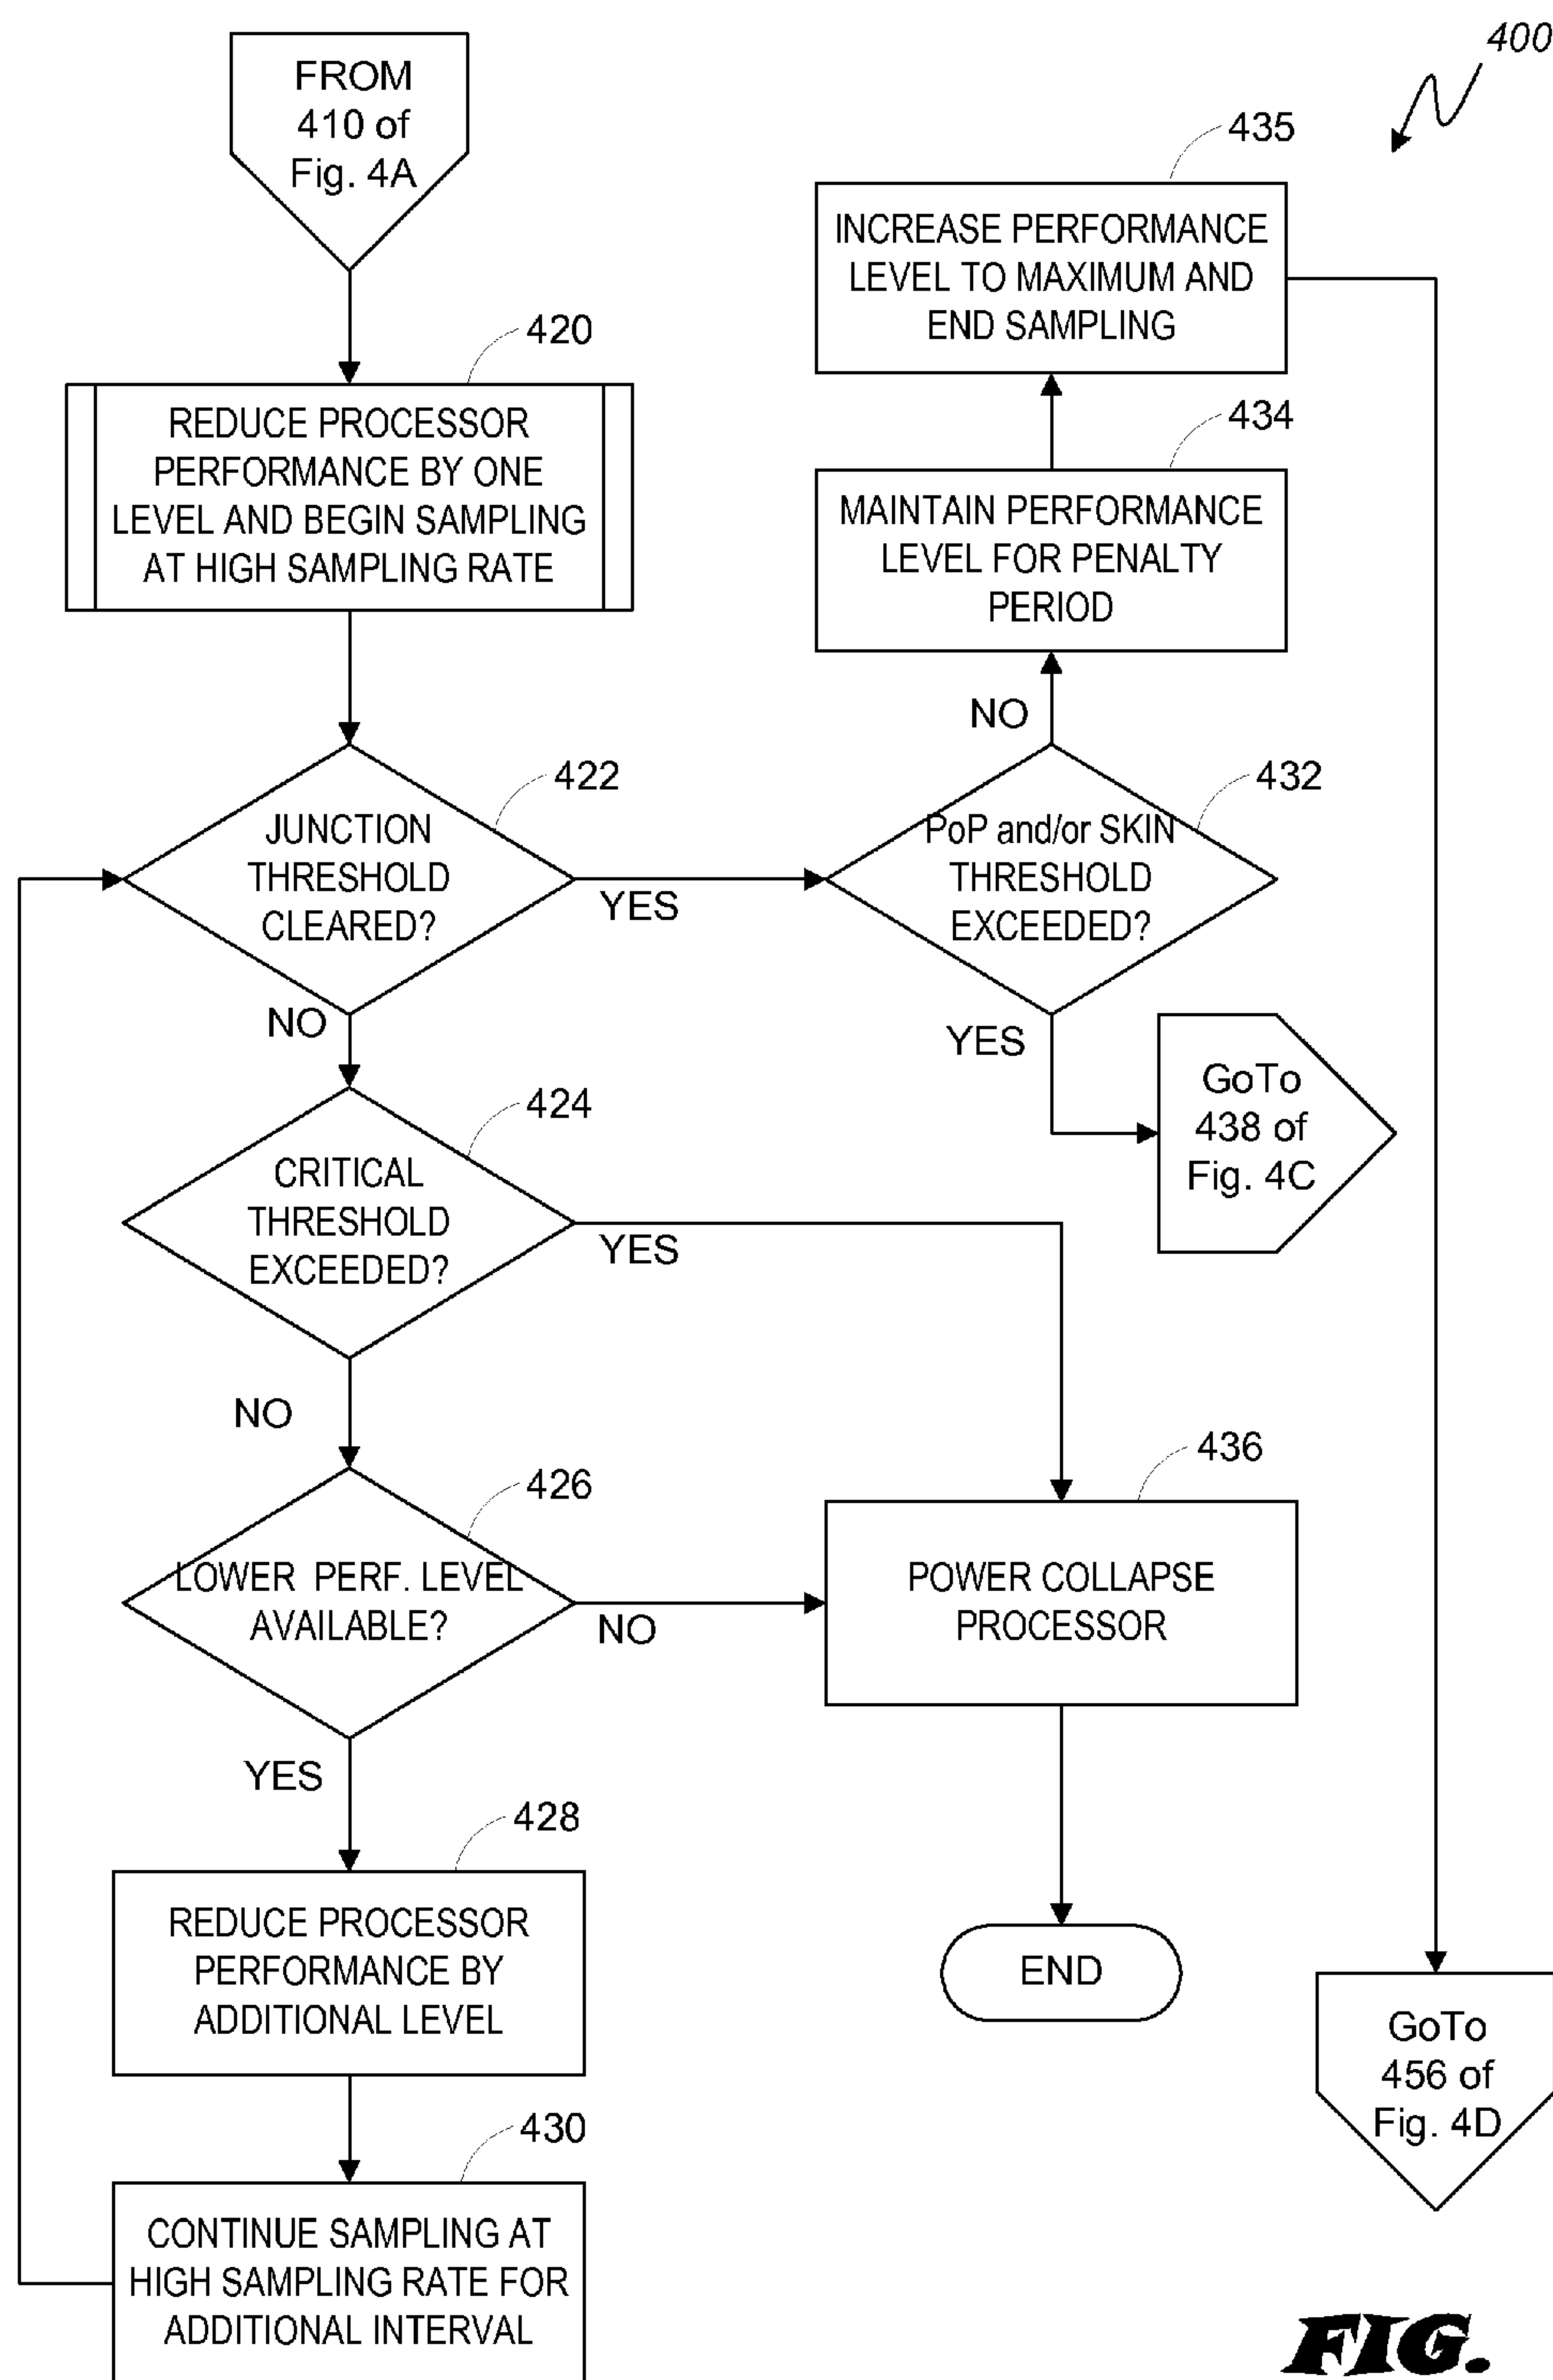 400
FROM
410 of
Fig. 4A
435
INCREASE PERFORMANCE
LEVEL TO MAXIMUM AND
END SAMPLING
420
REDUCE PROCESSOR
PERFORMANCE BY ONE
LEVEL AND BEGIN SAMPLING
AT HIGH SAMPLING RATE
434
MAINTAIN PERFORMANCE
LEVEL FOR PENALTY
PERIOD
NO
422
JUNCTION
THRESHOLD
CLEARED?
YES
432
PoP and/or SKIN
THRESHOLD
EXCEEDED?
NO
YES
GoTo
438 of
Fig. 4C
424
CRITICAL
THRESHOLD
EXCEEDED?
YES
NO
426
LOWER PERF. LEVEL
AVAILABLE?
NO
436
POWER COLLAPSE
PROCESSOR
YES
428
REDUCE PROCESSOR
PERFORMANCE BY
ADDITIONAL LEVEL
END
GoTo
456 of
Fig. 4D
430
CONTINUE SAMPLING AT
HIGH SAMPLING RATE FOR
ADDITIONAL INTERVAL
FIG.